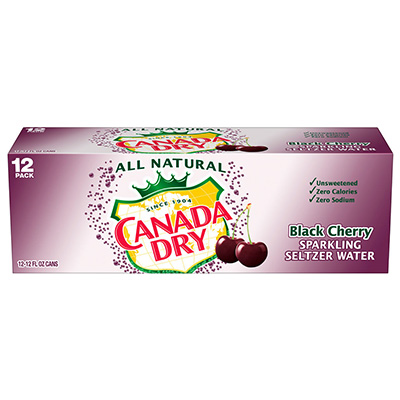 12
PACK
ALL NATURAL
SINCE 1904
CANADA
DRY
✓Unsweetened
✓Zero Calories
✓Zero Sodium
Black Cherry
SPARKLING
SELTZER WATER
12-12 FL OZ CANS